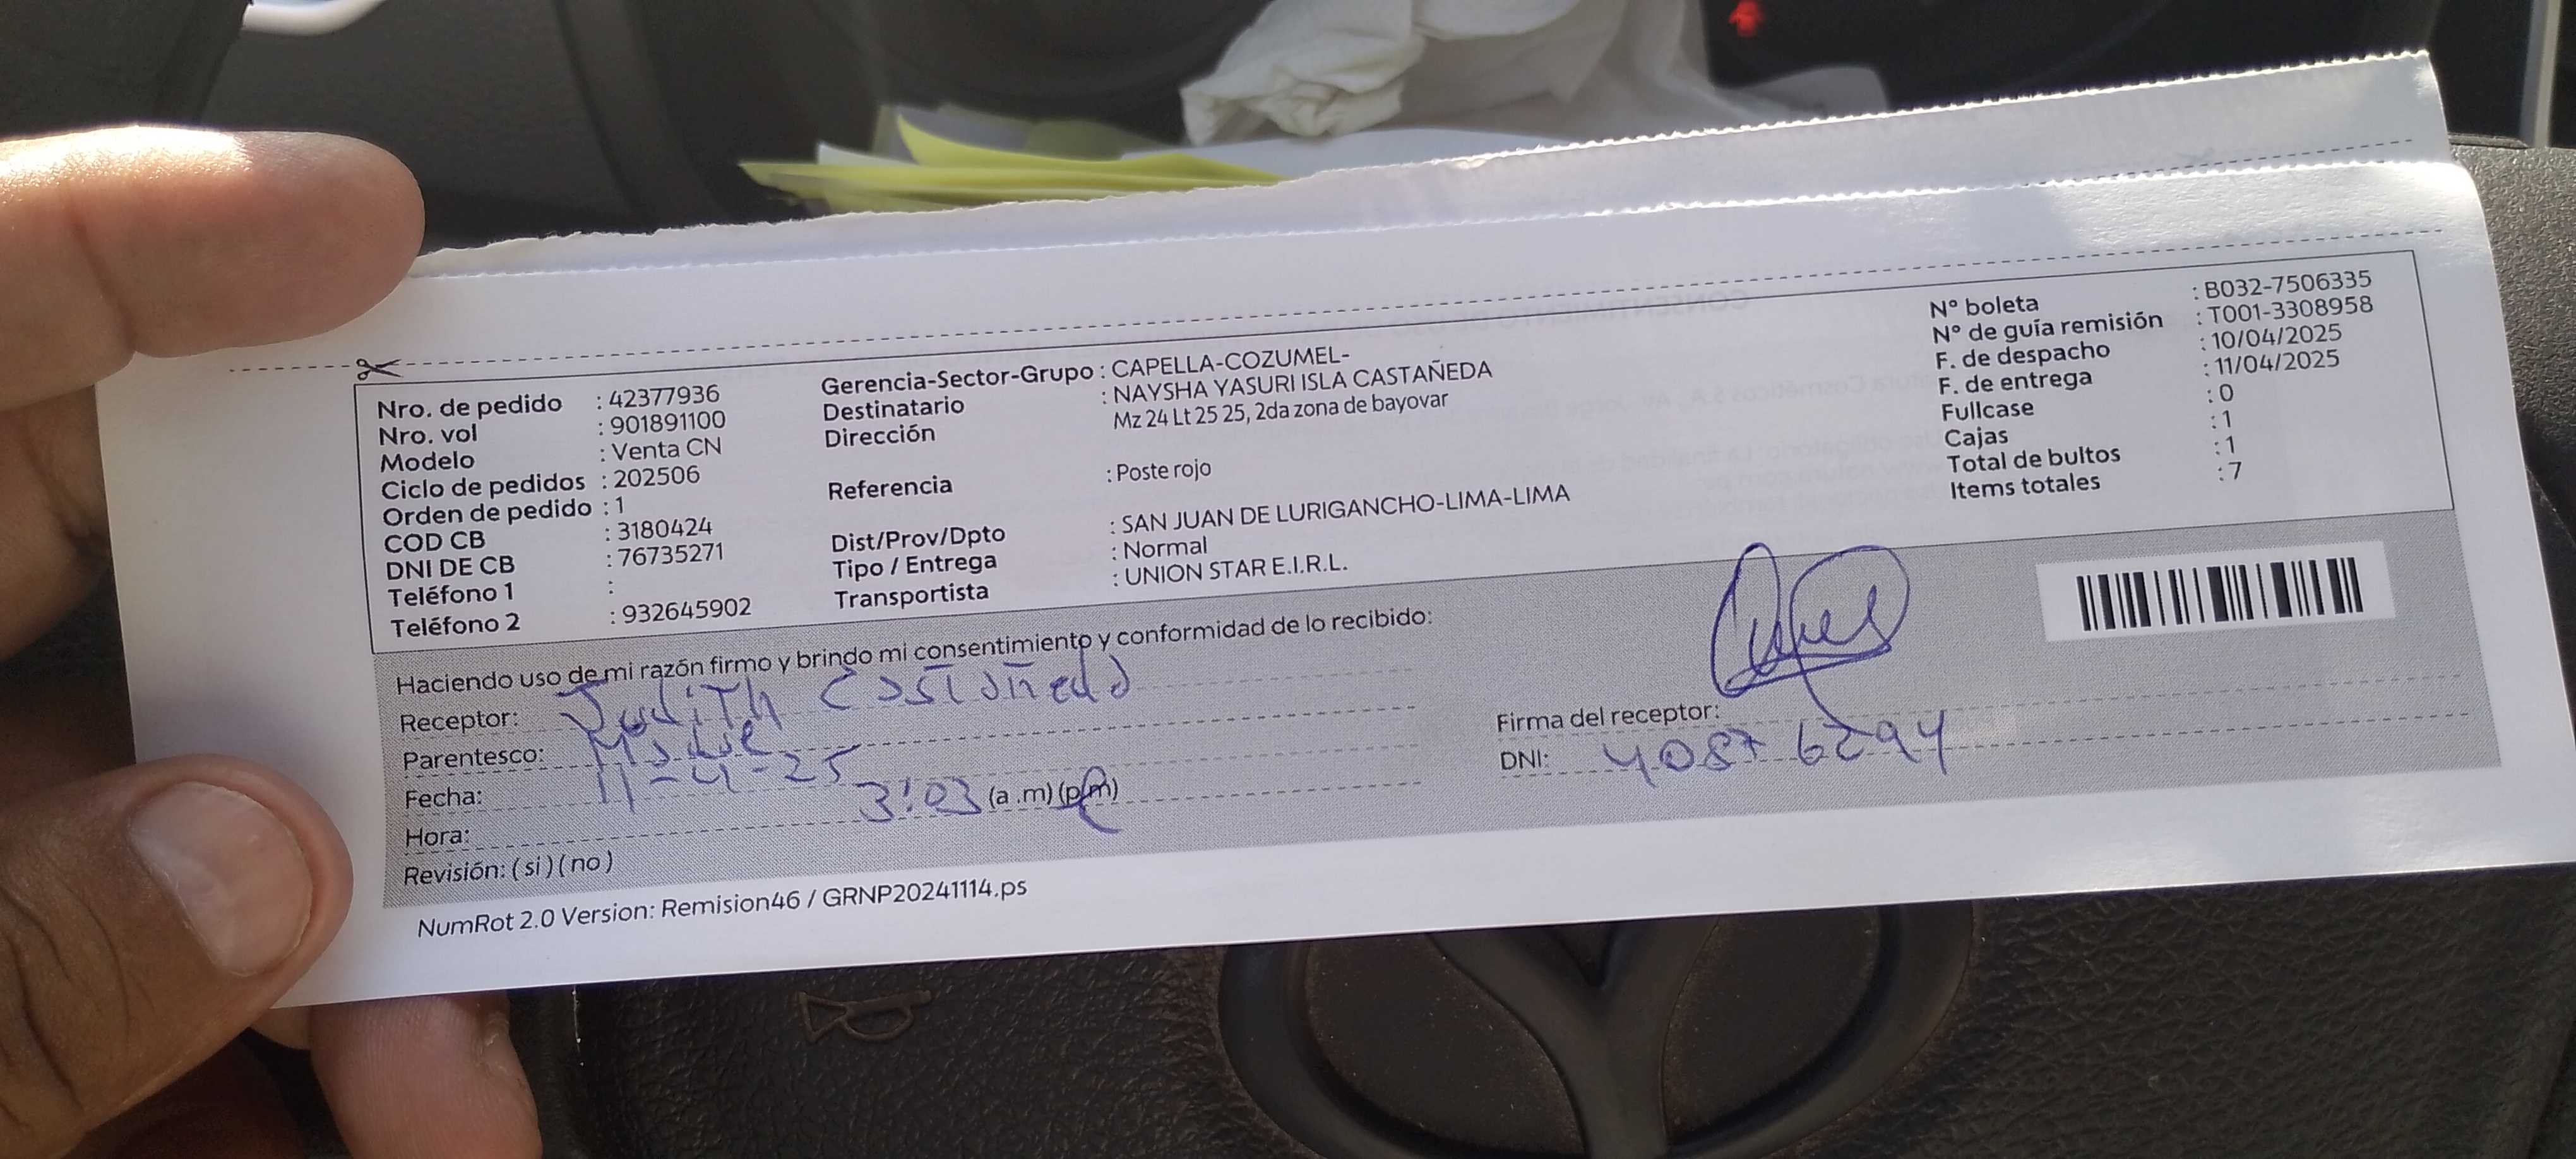 Nro. de pedido : 42377936
Nro. vol : 901891100
Modelo : Venta CN
Ciclo de pedidos : 202506
Orden de pedido : 1
COD CB : 3180424
DNI DE CB : 76735271
Teléfono 1 :
Teléfono 2 : 932645902
Gerencia-Sector-Grupo : CAPELLA-COZUMEL-
Destinatario : NAYSHA YASURI ISLA CASTAÑEDA
Dirección Mz 24 Lt 25 25, 2da zona de bayovar
Referencia : Poste rojo
Dist/Prov/Dpto : SAN JUAN DE LURIGANCHO-LIMA-LIMA
Tipo / Entrega : Normal
Transportista : UNION STAR E.I.R.L.
N° boleta : B032-7506335
N° de guía remisión : T001-3308958
F. de despacho : 10/04/2025
F. de entrega : 11/04/2025
Fullcase : 0
Cajas : 1
Total de bultos : 1
Items totales : 7
Haciendo uso de mi razón firmo y brindo mi consentimiento y conformidad de lo recibido:
Receptor: Judith Castañeda
Parentesco: Madre
Fecha: 11-4-25
Hora: 3:03 (a .m) (p.m)
Revisión: ( si ) ( no )
Firma del receptor:
DNI: 40876294
NumRot 2.0 Version: Remision46 / GRNP20241114.ps